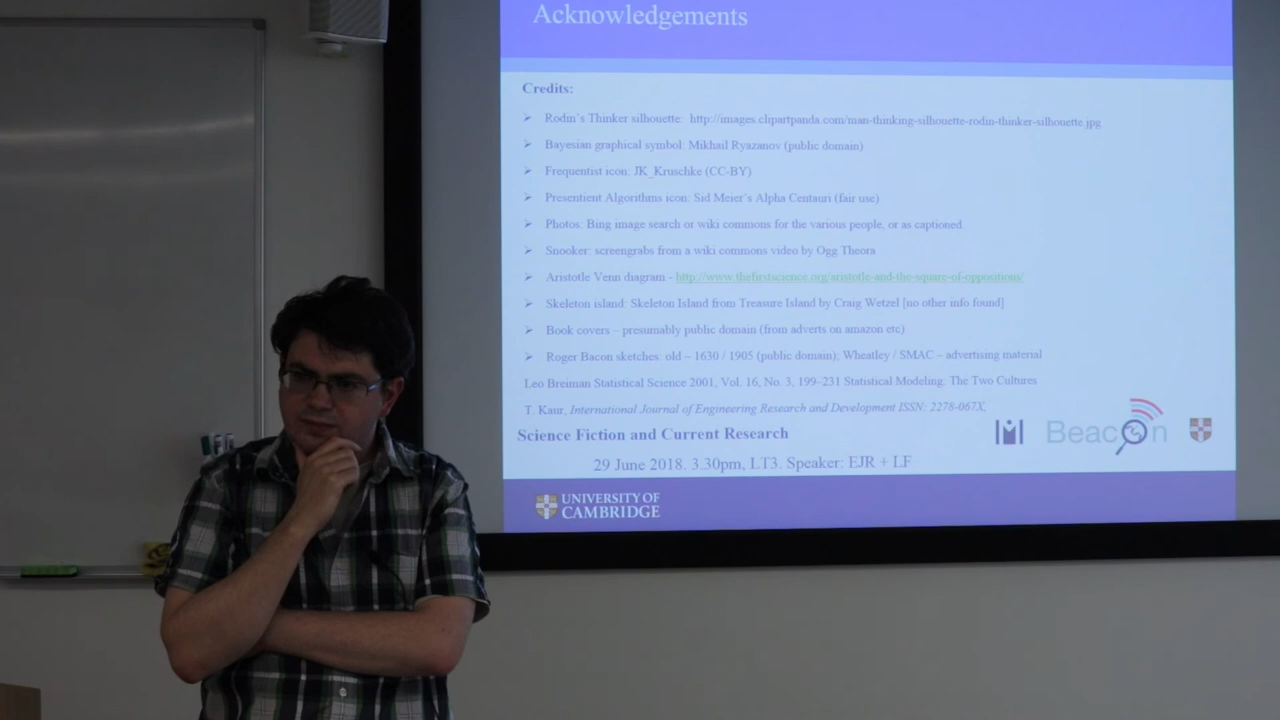 Acknowledgements
Credits:
Rodin's Thinker silhouette: http://images.clipartpanda.com/man-thinking-silhouette-rodin-thinker-silhouette.jpg
Bayesian graphical symbol: Mikhail Ryazanov (public domain)
Frequentist icon: JK_Kruschke (CC-BY)
Presentient Algorithms icon: Sid Meier's Alpha Centauri (fair use)
Photos: Bing image search or wiki commons for the various people, or as captioned.
Snooker: screengrabs from a wiki commons video by Ogg Theora
Aristotle Venn diagram - http://www.thefirstscience.org/aristotle-and-the-square-of-oppositions/
Skeleton island: Skeleton Island from Treasure Island by Craig Wetzel [no other info found]
Book covers – presumably public domain (from adverts on amazon etc)
Roger Bacon sketches: old – 1630 / 1905 (public domain); Wheatley / SMAC – advertising material
Leo Breiman Statistical Science 2001, Vol. 16, No. 3, 199–231 Statistical Modeling: The Two Cultures
T. Kaur, International Journal of Engineering Research and Development ISSN: 2278-067X,
Science Fiction and Current Research
Beacon
29 June 2018. 3.30pm, LT3. Speaker: EJR + LF
UNIVERSITY OF
CAMBRIDGE